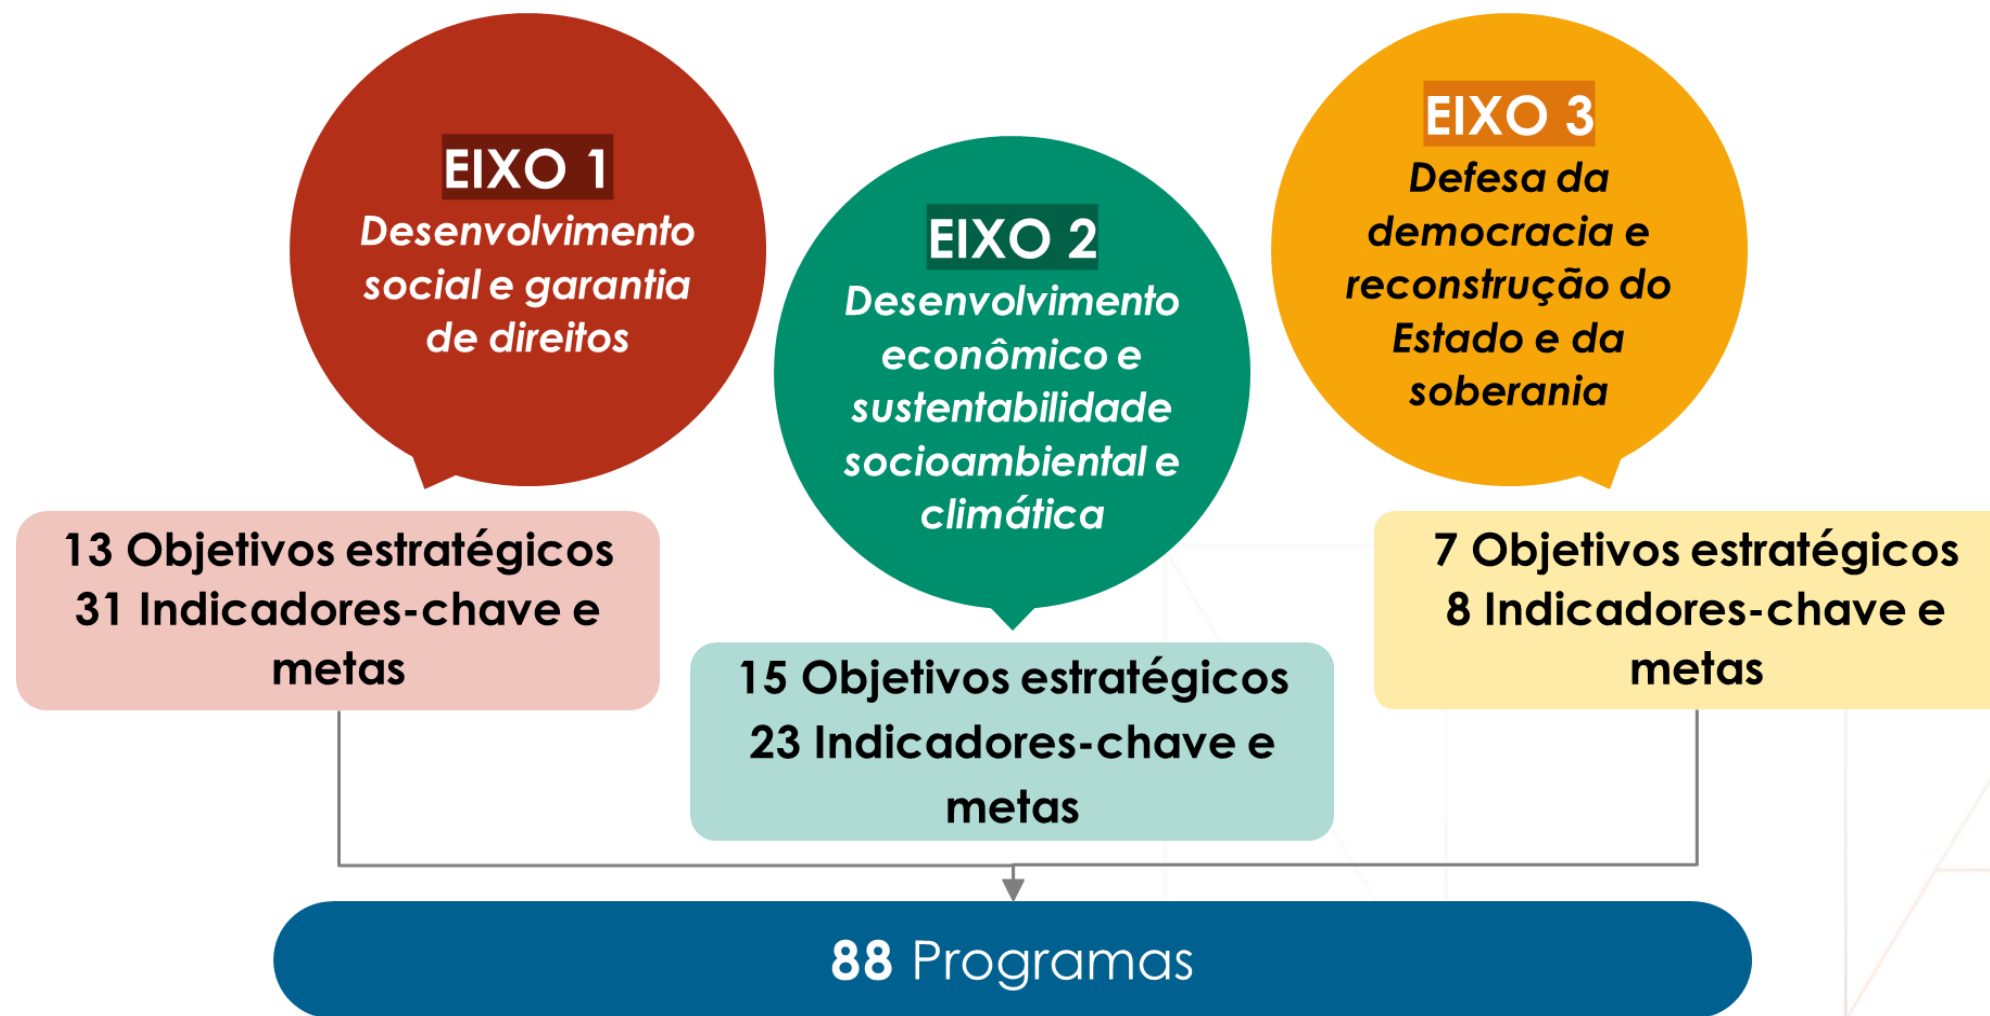 EIXO 1
Desenvolvimento
social e garantia
de direitos
EIXO 2
Desenvolvimento
econômico e
sustentabilidade
socioambiental e
climática
EIXO 3
Defesa da
democracia e
reconstrução do
Estado e da
soberania
13 Objetivos estratégicos
31 Indicadores-chave e
metas
15 Objetivos estratégicos
23 Indicadores-chave e
metas
7 Objetivos estratégicos
8 Indicadores-chave e
metas
88 Programas